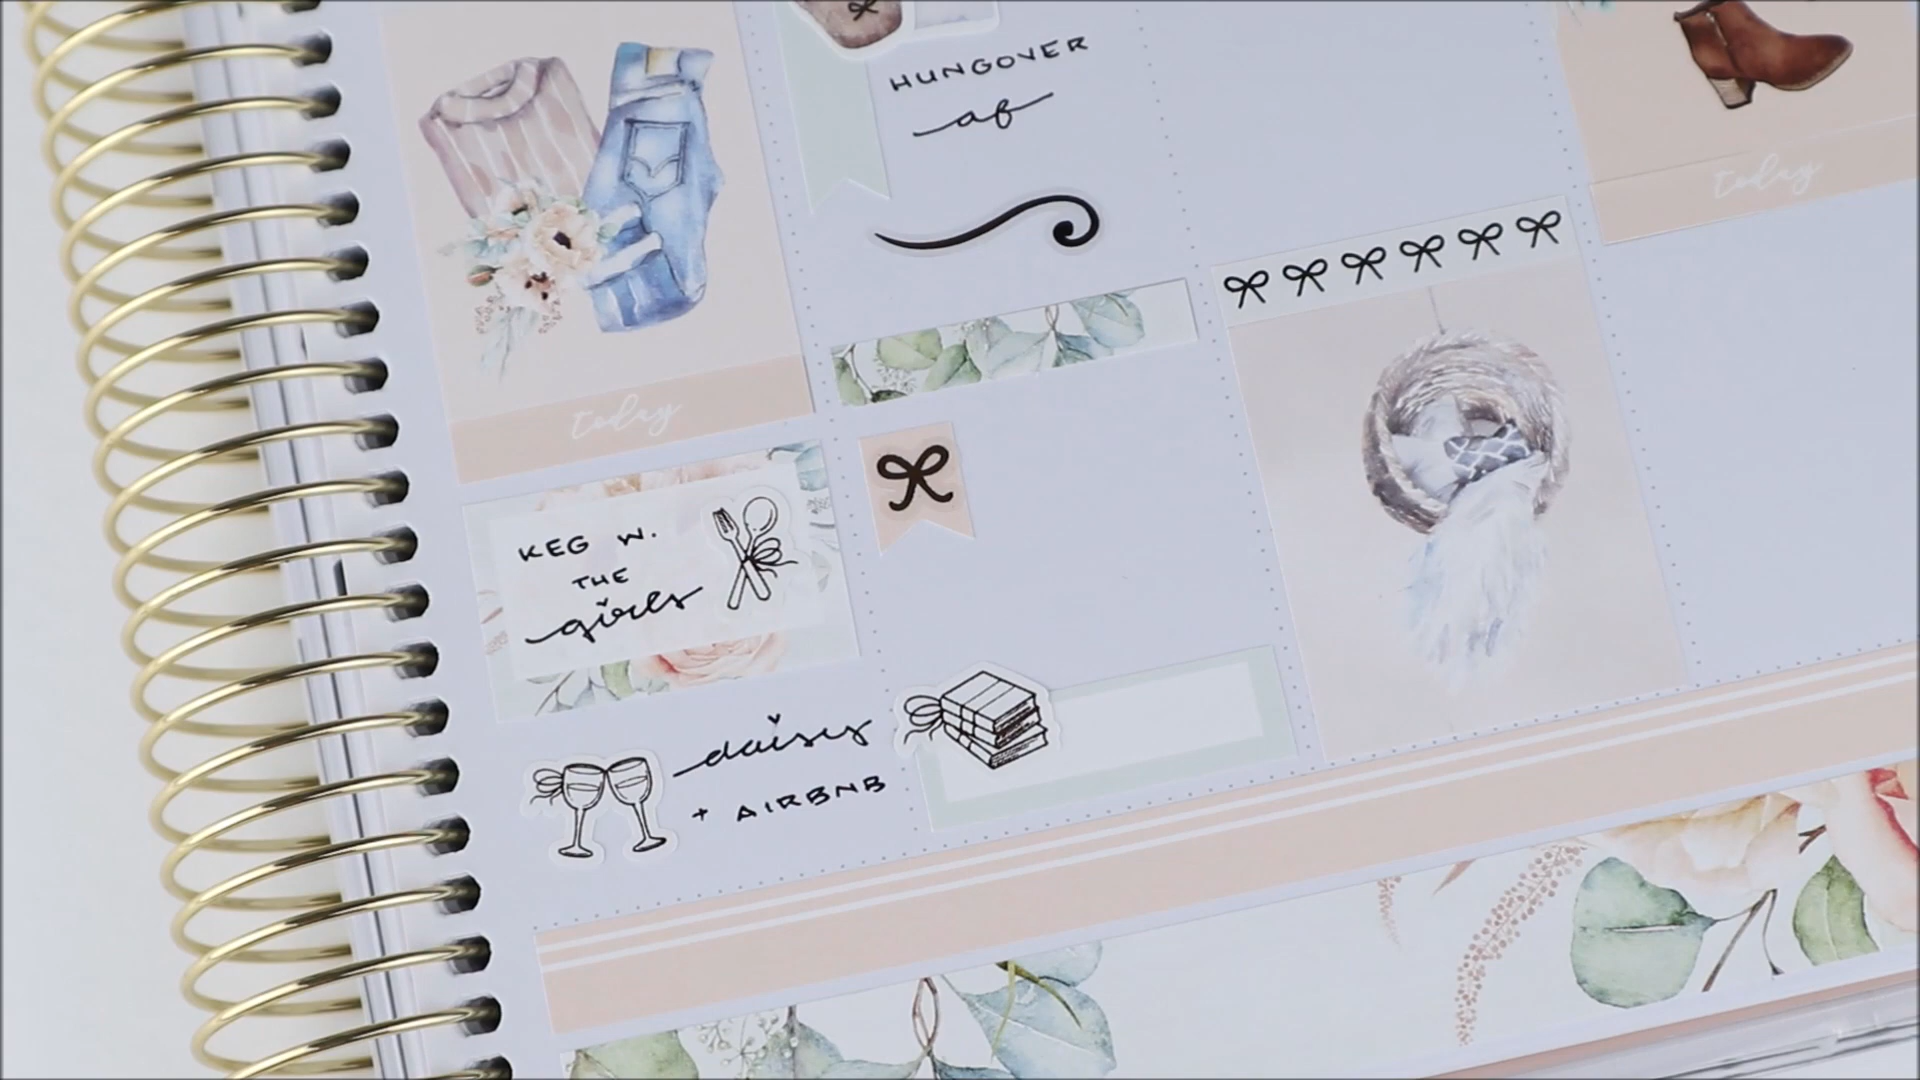 HUNGOVER
af
today
today
KEG W.
THE
girls
daisy
+ AIRBNB